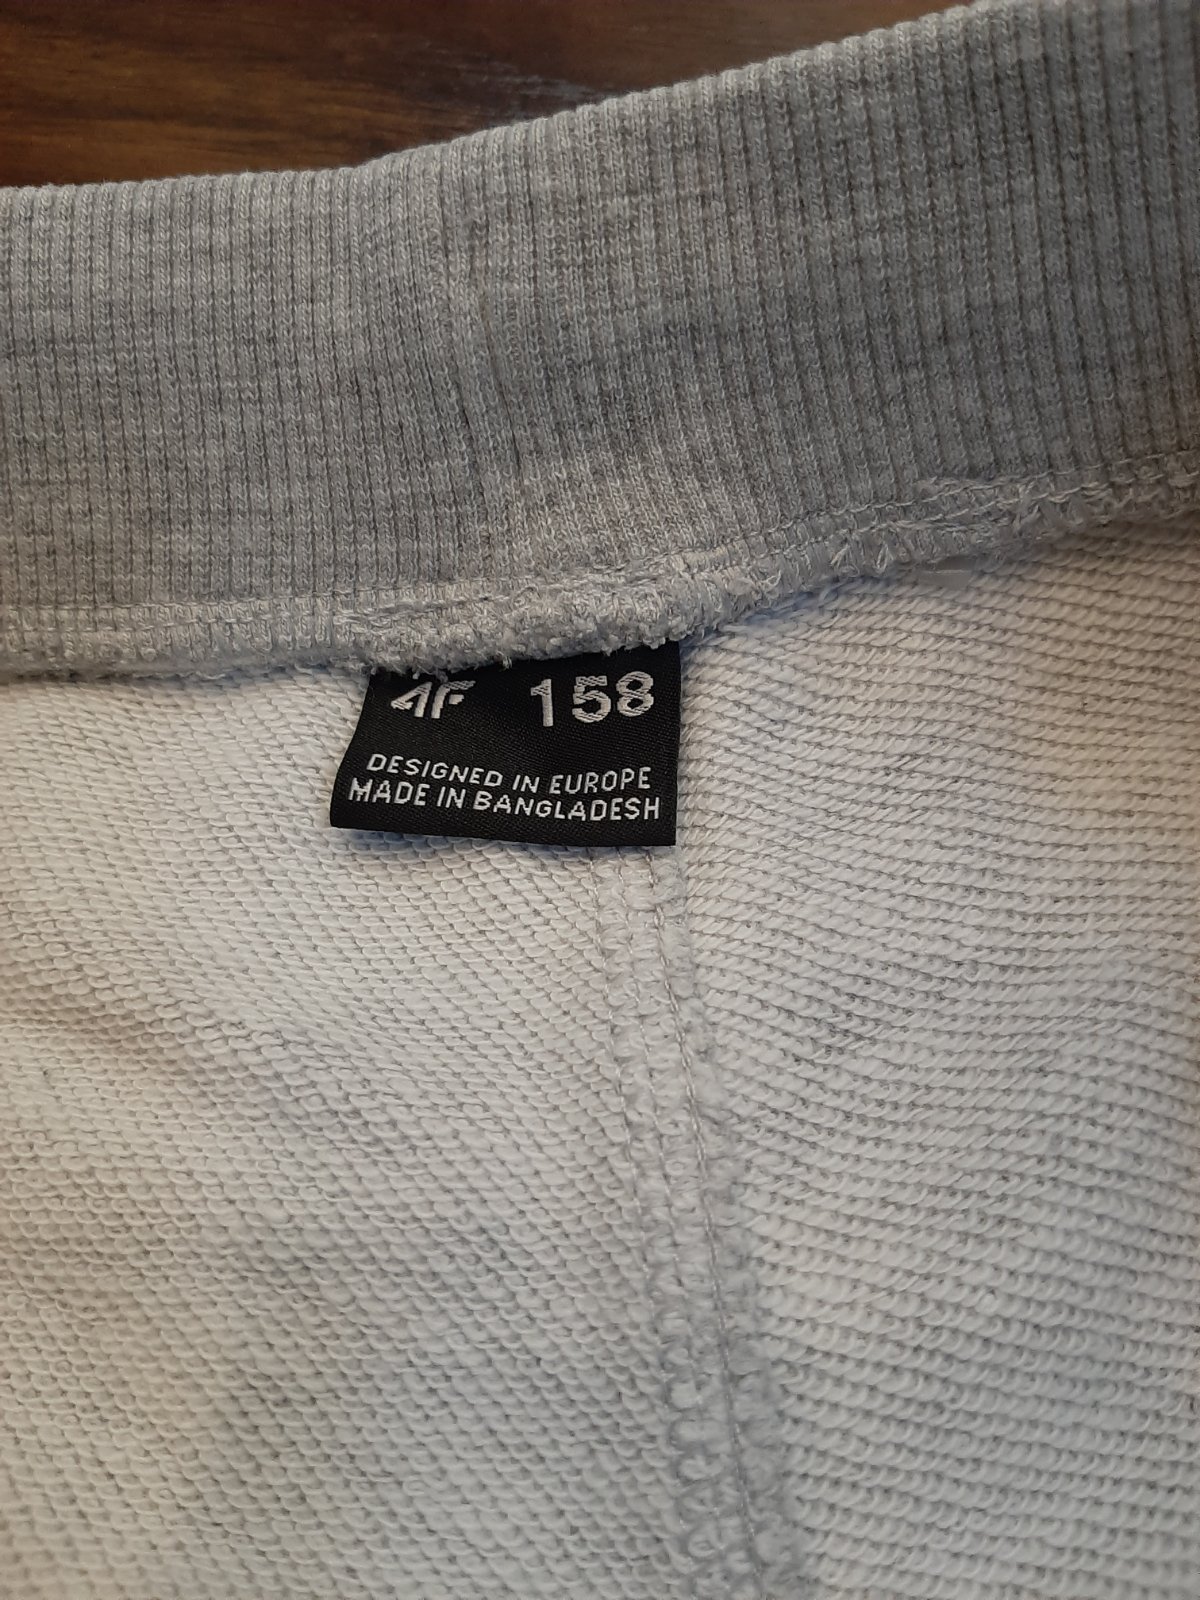 4F 158
DESIGNED IN EUROPE
MADE IN BANGLADESH